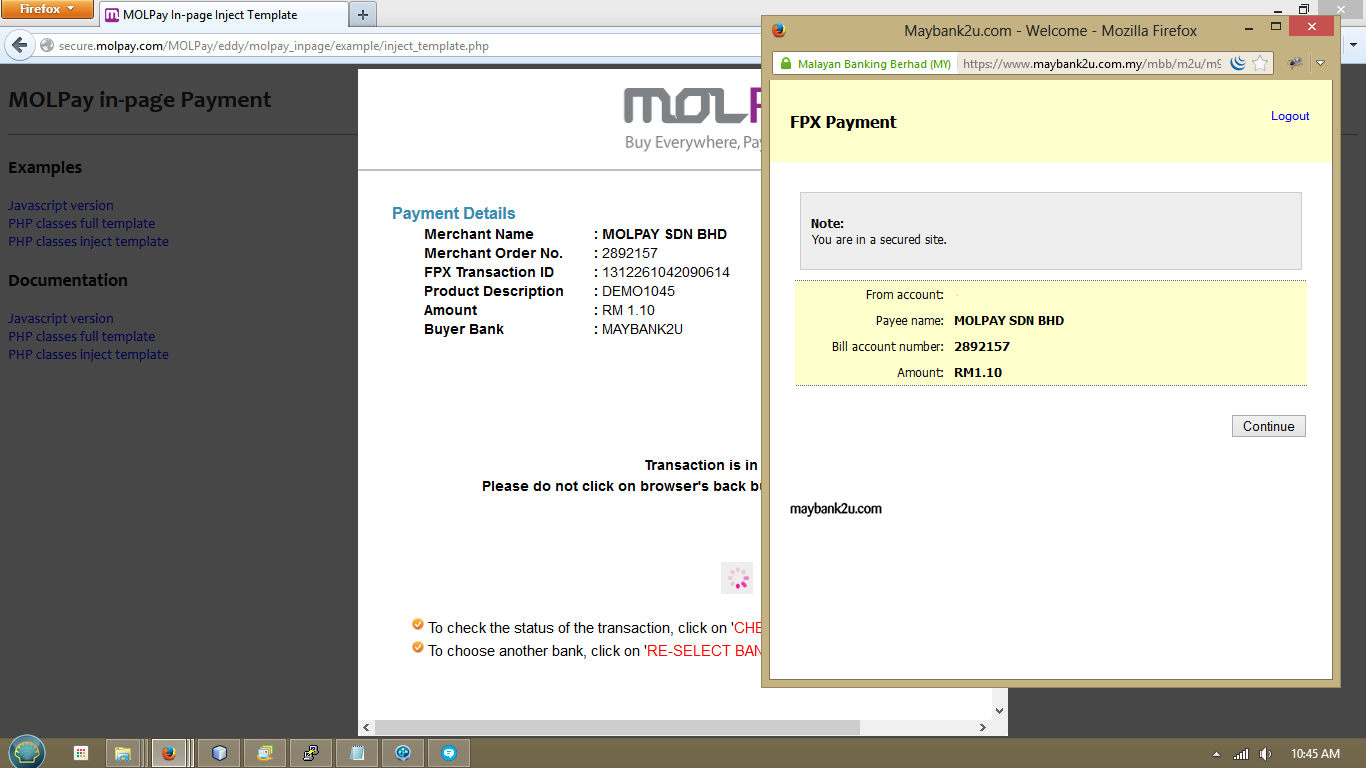 Firefox
MOLPay In-page Inject Template
secure.molpay.com/MOLPay/eddy/molpay_inpage/example/inject_template.php
MOLPay in-page Payment
Examples
Javascript version
PHP classes full template
PHP classes inject template
Documentation
Javascript version
PHP classes full template
PHP classes inject template
MOLP
Buy Everywhere, Pay
Payment Details
Merchant Name : MOLPAY SDN BHD
Merchant Order No. : 2892157
FPX Transaction ID : 1312261042090614
Product Description : DEMO1045
Amount : RM 1.10
Buyer Bank : MAYBANK2U
Transaction is in
Please do not click on browser's back bu
To check the status of the transaction, click on 'CHE
To choose another bank, click on 'RE-SELECT BAN
Maybank2u.com - Welcome - Mozilla Firefox
Malayan Banking Berhad (MY) https://www.maybank2u.com.my/mbb/m2u/m9
FPX Payment
Logout
Note:
You are in a secured site.
From account:
Payee name: MOLPAY SDN BHD
Bill account number: 2892157
Amount: RM1.10
Continue
maybank2u.com
10:45 AM